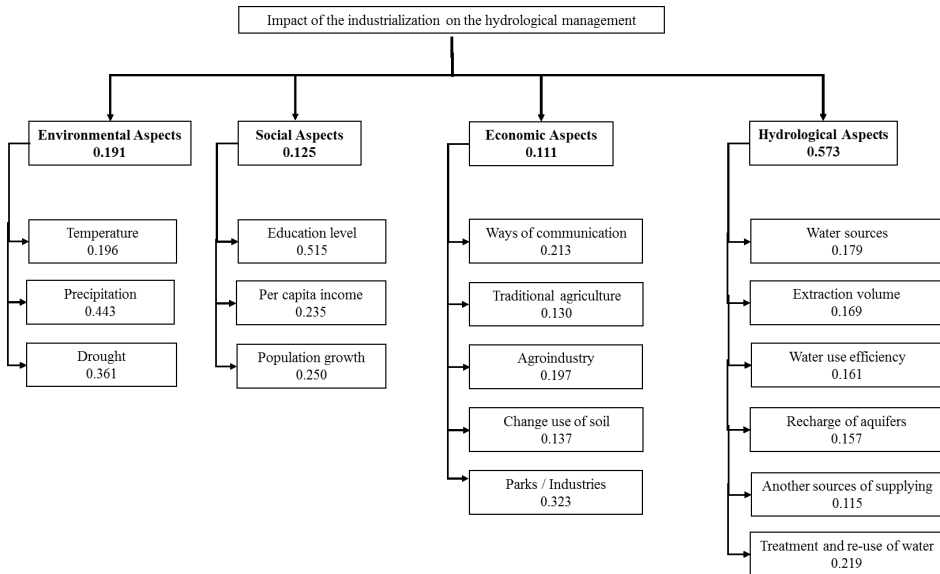 Impact of the industrialization on the hydrological management
Environmental Aspects
0.191
Temperature
0.196
Precipitation
0.443
Drought
0.361
Social Aspects
0.125
Education level
0.515
Per capita income
0.235
Population growth
0.250
Economic Aspects
0.111
Ways of communication
0.213
Traditional agriculture
0.130
Agroindustry
0.197
Change use of soil
0.137
Parks / Industries
0.323
Hydrological Aspects
0.573
Water sources
0.179
Extraction volume
0.169
Water use efficiency
0.161
Recharge of aquifers
0.157
Another sources of supplying
0.115
Treatment and re-use of water
0.219